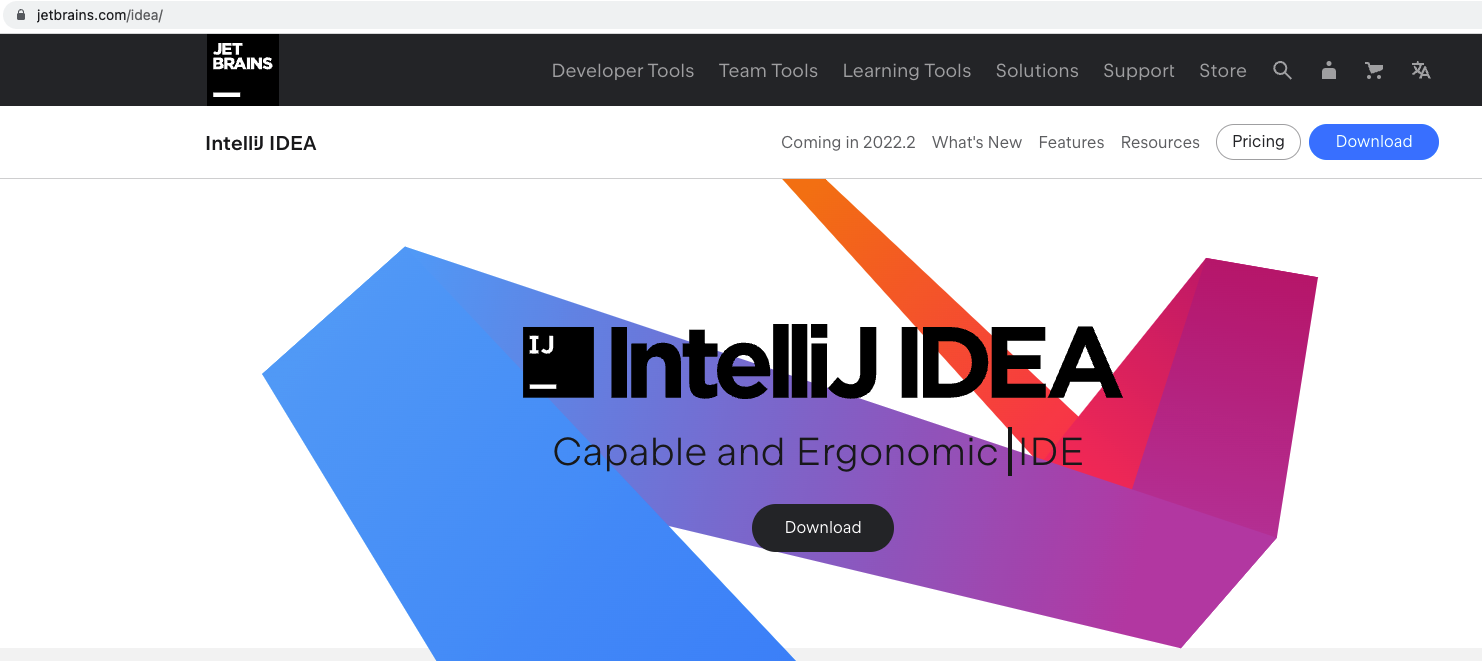 jetbrains.com/idea/
JET
BRAINS
Developer Tools Team Tools Learning Tools Solutions Support Store
IntelliJ IDEA
Coming in 2022.2 What's New Features Resources Pricing Download
IJ
IntelliJ IDEA
Capable and Ergonomic IDE
Download